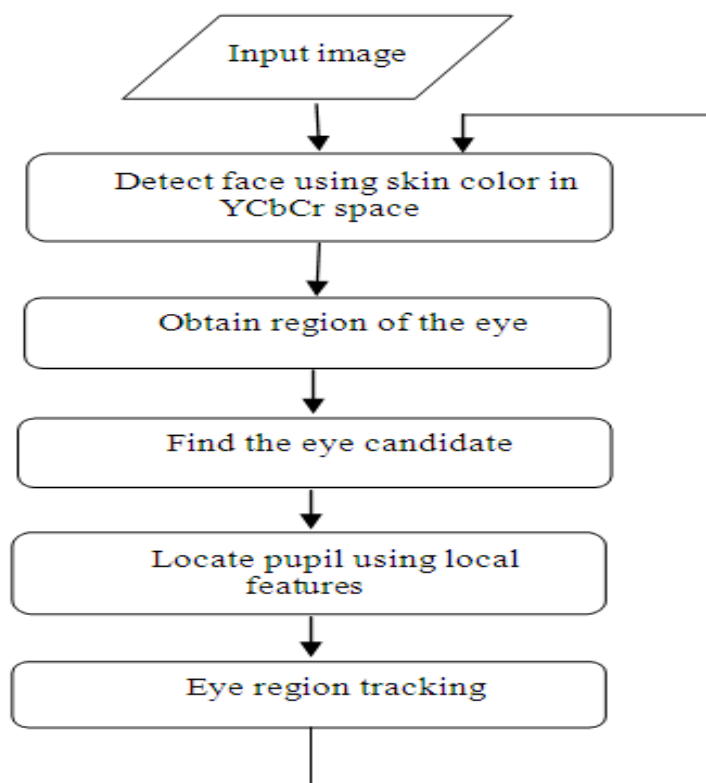 Input image
Detect face using skin color in
YCbCr space
Obtain region of the eye
Find the eye candidate
Locate pupil using local
features
Eye region tracking